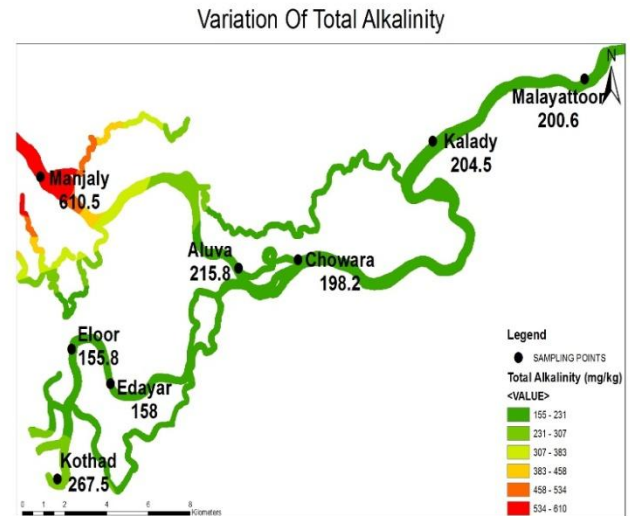 Variation Of Total Alkalinity
N
Malayattoor
200.6
Kalady
204.5
Manjaly
610.5
Aluva
215.8
Chowara
198.2
Eloor
155.8
Edayar
158
Kothad
267.5
Legend
SAMPLING POINTS
Total Alkalinity (mg/kg)
<VALUE>
155 - 231
231 - 307
307 - 383
383 - 458
458 - 534
534 - 610
0 1 2 4 6 8
Kilometers